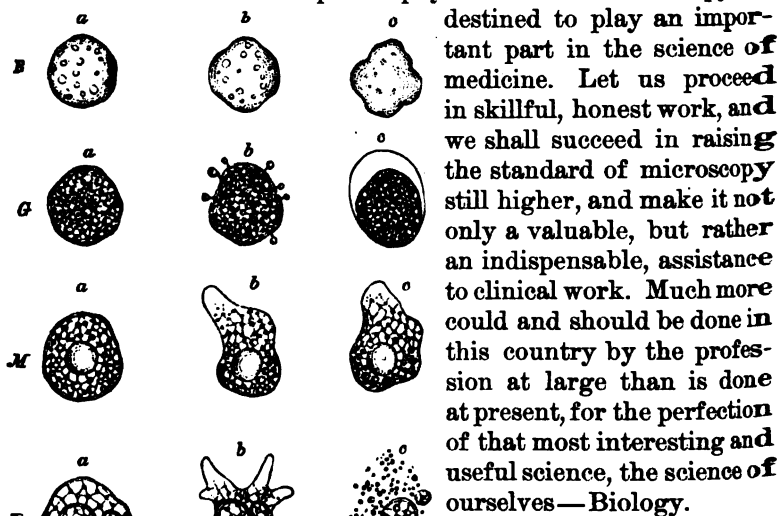 destined to play an impor-
tant part in the science of
medicine. Let us proceed
in skillful, honest work, and
we shall succeed in raising
the standard of microscopy
still higher, and make it not
only a valuable, but rather
an indispensable, assistance
to clinical work. Much more
could and should be done in
this country by the profes-
sion at large than is done
at present, for the perfection
of that most interesting and
useful science, the science of
ourselves—Biology.
a b c
B
a b c
G
a b c
M
a b c